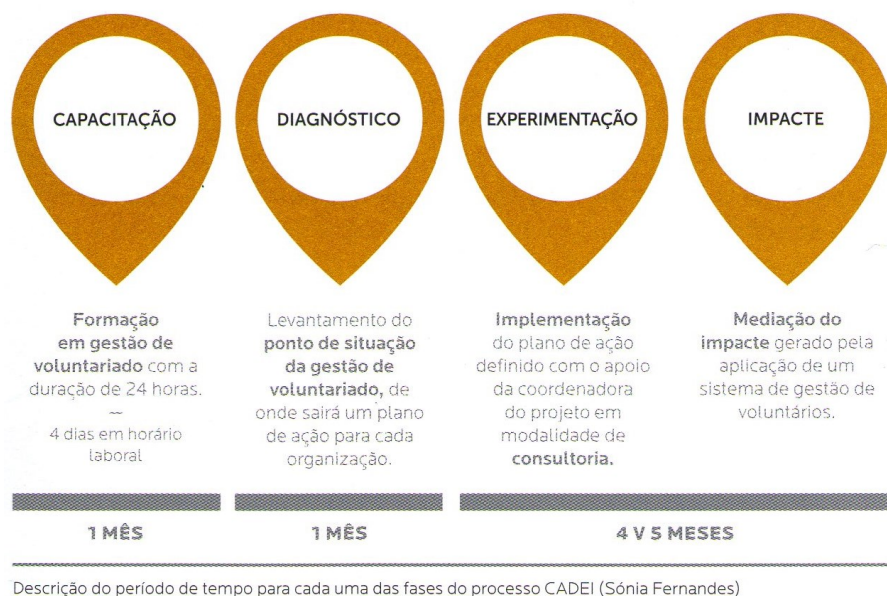 CAPACITAÇÃO
DIAGNÓSTICO
EXPERIMENTAÇÃO
IMPACTE
Formação
em gestão de
voluntariado com a
duração de 24 horas.
~
4 dias em horário
laboral
Levantamento do
ponto de situação
da gestão de
voluntariado, de
onde sairá um plano
de ação para cada
organização.
Implementação
do plano de ação
definido com o apoio
da coordenadora
do projeto em
modalidade de
consultoria.
Mediação do
impacte gerado pela
aplicação de um
sistema de gestão de
voluntários.
1 MÊS
1 MÊS
4 V 5 MESES
Descrição do período de tempo para cada uma das fases do processo CADEI (Sónia Fernandes)